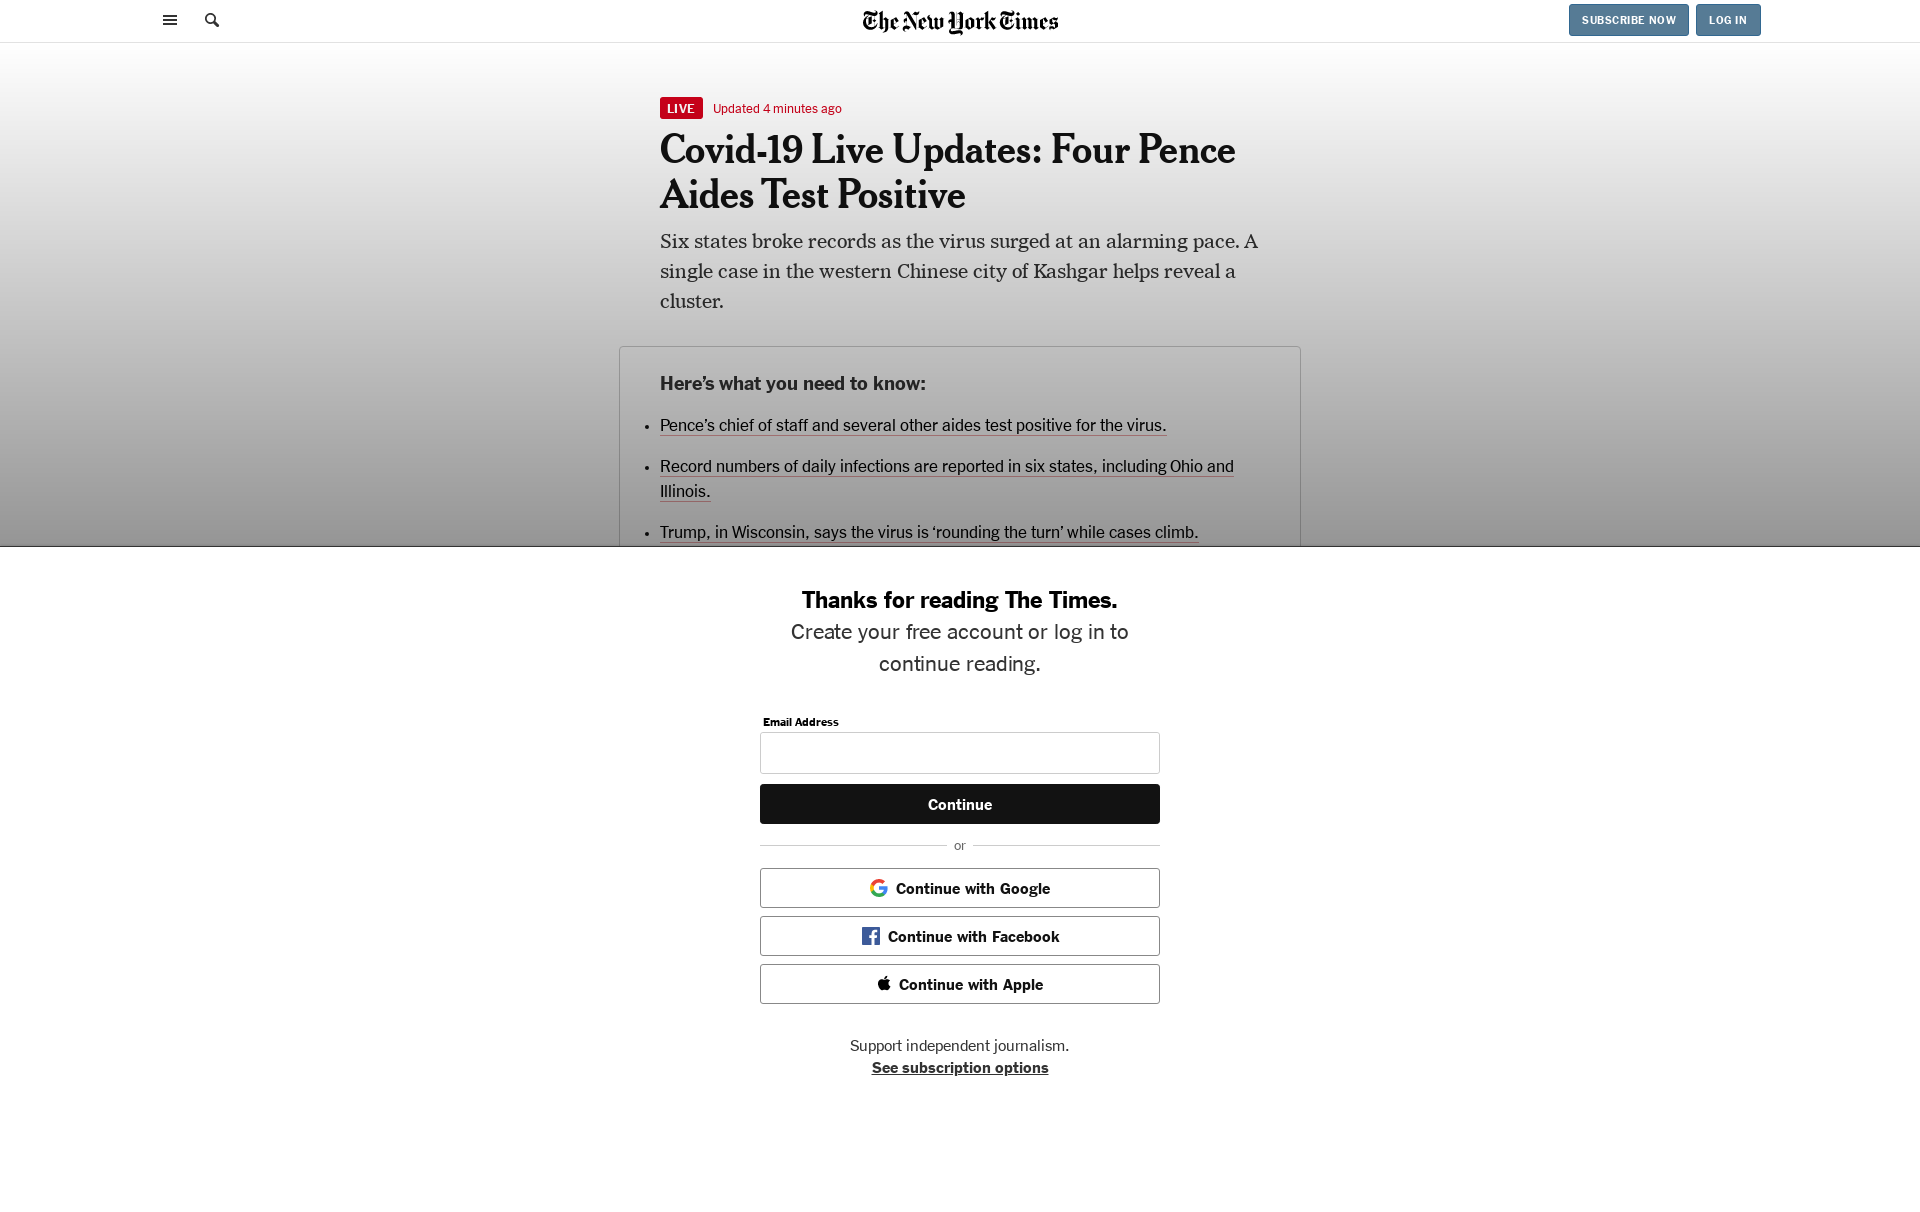 The New York Times
SUBSCRIBE NOW
LOG IN
LIVE Updated 4 minutes ago
Covid-19 Live Updates: Four Pence
Aides Test Positive
Six states broke records as the virus surged at an alarming pace. A
single case in the western Chinese city of Kashgar helps reveal a
cluster.
Here’s what you need to know:
• Pence’s chief of staff and several other aides test positive for the virus.
• Record numbers of daily infections are reported in six states, including Ohio and
Illinois.
• Trump, in Wisconsin, says the virus is ‘rounding the turn’ while cases climb.
Thanks for reading The Times.
Create your free account or log in to
continue reading.
Email Address
Continue
or
Continue with Google
Continue with Facebook
Continue with Apple
Support independent journalism.
See subscription options